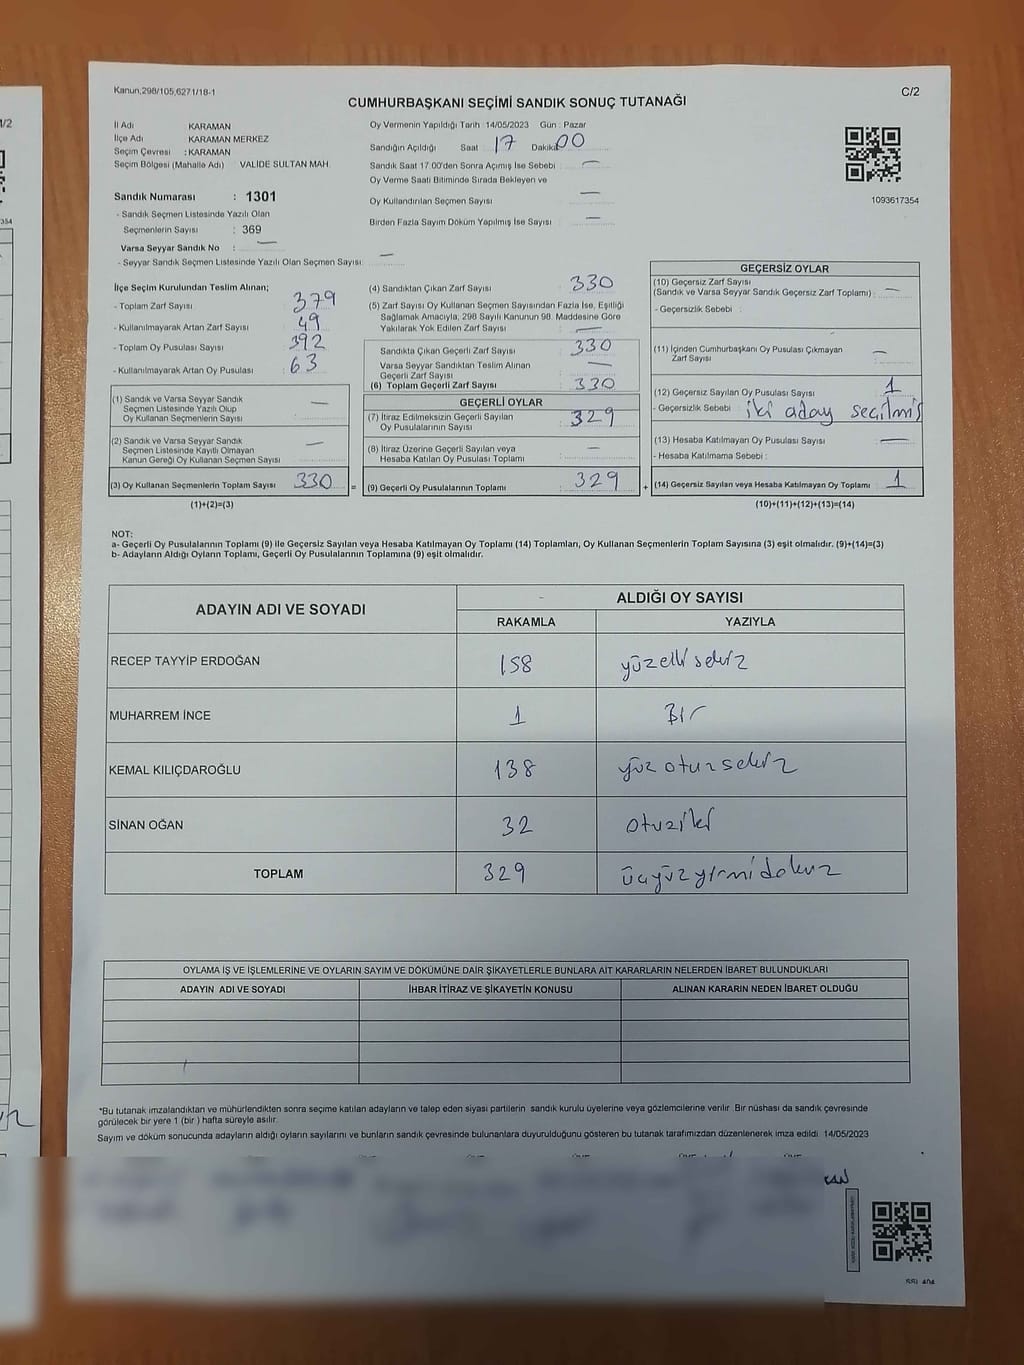 Kanun,298/105,6271/18-1
C/2
CUMHURBAŞKANI SEÇİMİ SANDIK SONUÇ TUTANAĞI
İl Adı KARAMAN
İlçe Adı KARAMAN MERKEZ
Seçim Çevresi : KARAMAN
Seçim Bölgesi (Mahalle Adı) VALİDE SULTAN MAH.
Sandık Numarası : 1301
- Sandık Seçmen Listesinde Yazılı Olan
Seçmenlerin Sayısı : 369
Varsa Seyyar Sandık No : —
- Seyyar Sandık Seçmen Listesinde Yazılı Olan Seçmen Sayısı: —
Oy Vermenin Yapıldığı Tarih 14/05/2023 Gün : Pazar
Sandığın Açıldığı Saat 17 Dakika 00
Sandık Saat 17.00'den Sonra Açımış İse Sebebi —
Oy Verme Saati Bitiminde Sırada Bekleyen ve
Oy Kullandırılan Seçmen Sayısı —
Birden Fazla Sayım Döküm Yapılmış İse Sayısı —
1093617354
İlçe Seçim Kurulundan Teslim Alınan;
- Toplam Zarf Sayısı 379
- Kullanılmayarak Artan Zarf Sayısı : 49
- Toplam Oy Pusulası Sayısı 392
- Kullanılmayarak Artan Oy Pusulası : 63
(1) Sandık ve Varsa Seyyar Sandık
Seçmen Listesinde Yazılı Olup
Oy Kullanan Seçmenlerin Sayısı : —
(2) Sandık ve Varsa Seyyar Sandık
Seçmen Listesinde Kayıtlı Olmayan
Kanun Gereği Oy Kullanan Seçmen Sayısı —
(3) Oy Kullanan Seçmenlerin Toplam Sayısı 330
(1)+(2)=(3)
=
(4) Sandıktan Çıkan Zarf Sayısı 330
(5) Zarf Sayısı Oy Kullanan Seçmen Sayısından Fazla İse, Eşitliği
Sağlamak Amacıyla; 298 Sayılı Kanunun 98. Maddesine Göre
Yakılarak Yok Edilen Zarf Sayısı : —
Sandıkta Çıkan Geçerli Zarf Sayısı 330
Varsa Seyyar Sandıktan Teslim Alınan
Geçerli Zarf Sayısı —
(6) Toplam Geçerli Zarf Sayısı 330
GEÇERLİ OYLAR
(7) İtiraz Edilmeksizin Geçerli Sayılan
Oy Pusulalarının Sayısı 329
(8) İtiraz Üzerine Geçerli Sayılan veya
Hesaba Katılan Oy Pusulası Toplamı —
(9) Geçerli Oy Pusulalarının Toplamı 329
+
GEÇERSİZ OYLAR
(10) Geçersiz Zarf Sayısı
(Sandık ve Varsa Seyyar Sandık Geçersiz Zarf Toplamı) : —
- Geçersizlik Sebebi :
(11) İçinden Cumhurbaşkanı Oy Pusulası Çıkmayan
Zarf Sayısı —
(12) Geçersiz Sayılan Oy Pusulası Sayısı 1
- Geçersizlik Sebebi : iki aday seçilmiş
(13) Hesaba Katılmayan Oy Pusulası Sayısı —
- Hesaba Katılmama Sebebi :
(14) Geçersiz Sayılan veya Hesaba Katılmayan Oy Toplamı 1
(10)+(11)+(12)+(13)=(14)
NOT:
a- Geçerli Oy Pusulalarının Toplamı (9) ile Geçersiz Sayılan veya Hesaba Katılmayan Oy Toplamı (14) Toplamları, Oy Kullanan Seçmenlerin Toplam Sayısına (3) eşit olmalıdır. (9)+(14)=(3)
b- Adayların Aldığı Oyların Toplamı, Geçerli Oy Pusulalarının Toplamına (9) eşit olmalıdır.
ADAYIN ADI VE SOYADI
ALDIĞI OY SAYISI
RAKAMLA YAZIYLA
RECEP TAYYİP ERDOĞAN 158 yüzellisekiz
MUHARREM İNCE 1 Bir
KEMAL KILIÇDAROĞLU 138 yüzotuzsekiz
SİNAN OĞAN 32 otuziki
TOPLAM 329 üçyüzyirmidokuz
OYLAMA İŞ VE İŞLEMLERİNE VE OYLARIN SAYIM VE DÖKÜMÜNE DAİR ŞİKAYETLERLE BUNLARA AİT KARARLARIN NELERDEN İBARET BULUNDUKLARI
ADAYIN ADI VE SOYADI İHBAR İTİRAZ VE ŞİKAYETİN KONUSU ALINAN KARARIN NEDEN İBARET OLDUĞU
*Bu tutanak imzalandıktan ve mühürlendikten sonra seçime katılan adayların ve talep eden siyasi partilerin sandık kurulu üyelerine veya gözlemcilerine verilir. Bir nüshası da sandık çevresinde
görülecek bir yere 1 (bir ) hafta süreyle asılır.
Sayım ve döküm sonucunda adayların aldığı oyların sayılarını ve bunların sandık çevresinde bulunanlara duyurulduğunu gösteren bu tutanak tarafımızdan düzenlenerek imza edildi. 14/05/2023